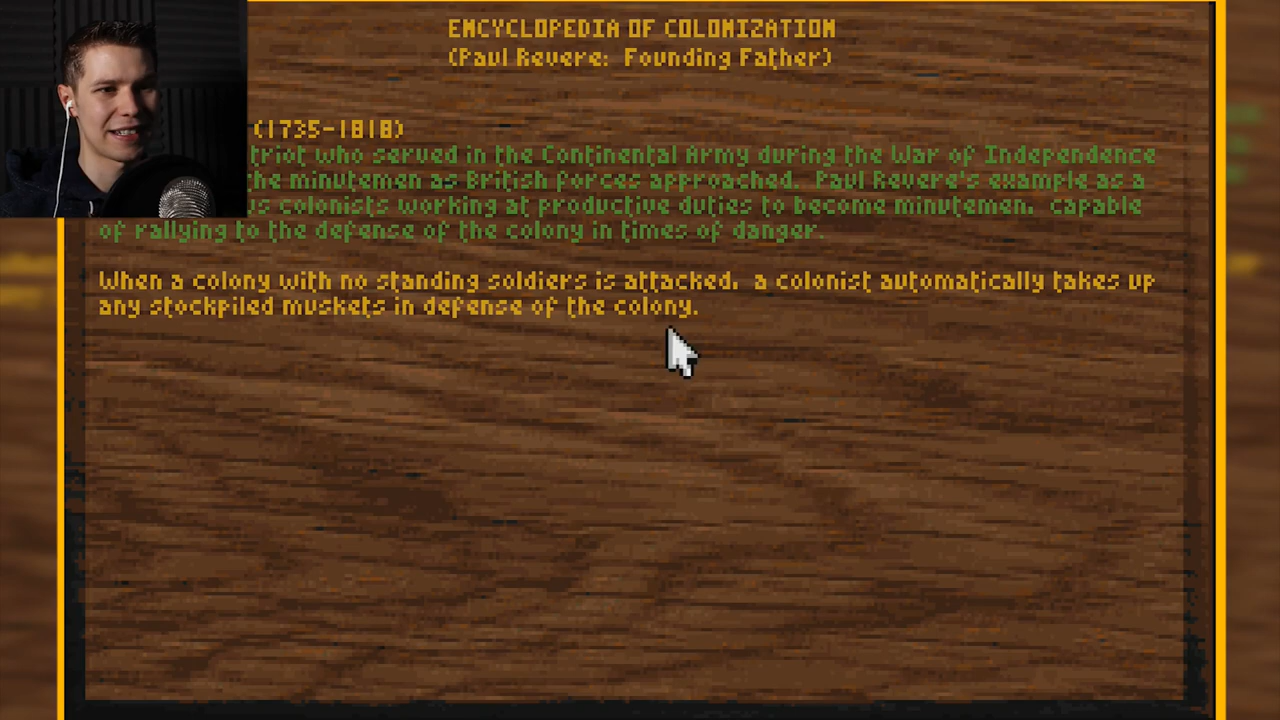 ENCYCLOPEDIA OF COLONIZATION
(Paul Revere: Founding Father)
(1735-1818)
who served in the Continental Army during the War of Independence
the minutemen as British forces approached. Paul Revere's example as a
colonists working at productive duties to become minutemen, capable
of rallying to the defense of the colony in times of danger.
When a colony with no standing soldiers is attacked, a colonist automatically takes up
any stockpiled muskets in defense of the colony.